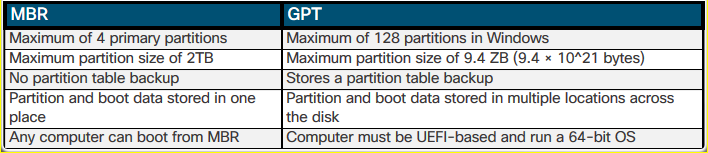 MBR GPT
Maximum of 4 primary partitions Maximum of 128 partitions in Windows
Maximum partition size of 2TB Maximum partition size of 9.4 ZB (9.4 × 10^21 bytes)
No partition table backup Stores a partition table backup
Partition and boot data stored in one Partition and boot data stored in multiple locations across
place the disk
Any computer can boot from MBR Computer must be UEFI-based and run a 64-bit OS